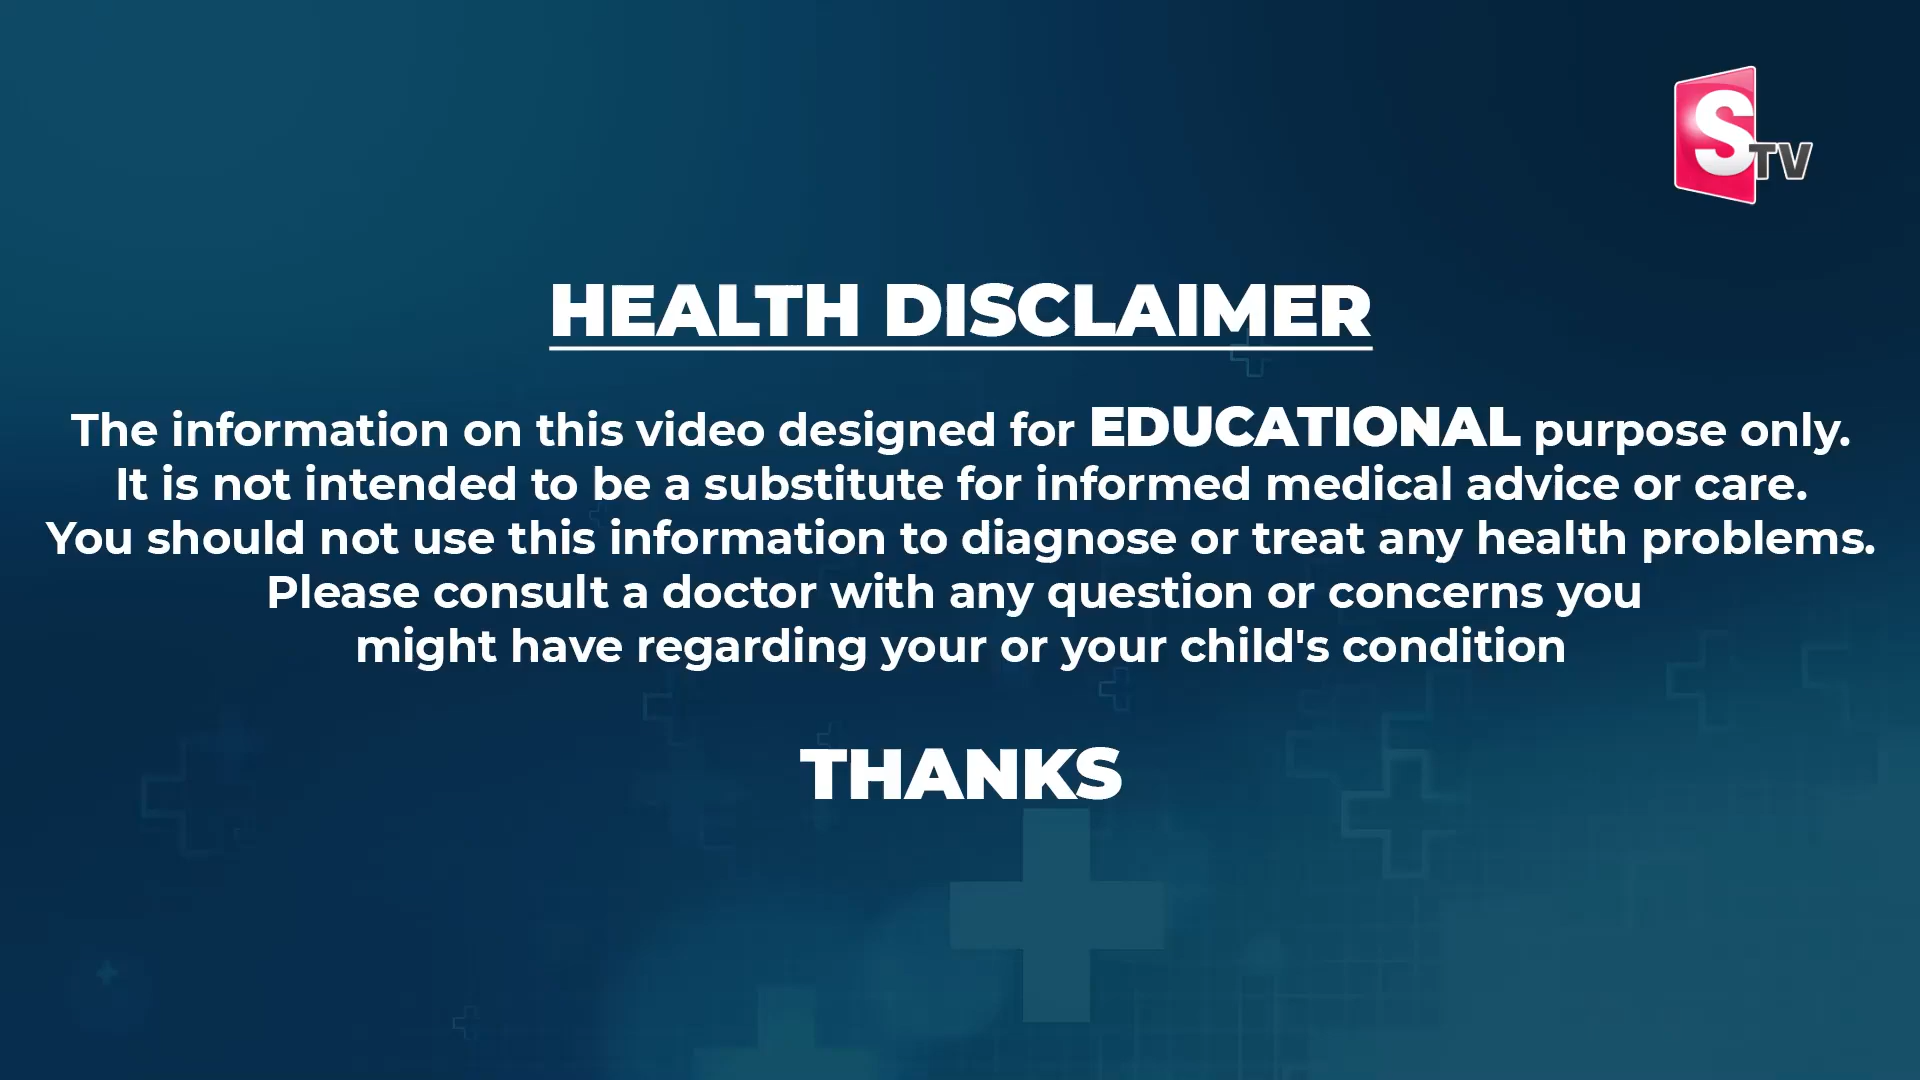 STV
HEALTH DISCLAIMER
The information on this video designed for EDUCATIONAL purpose only.
It is not intended to be a substitute for informed medical advice or care.
You should not use this information to diagnose or treat any health problems.
Please consult a doctor with any question or concerns you
might have regarding your or your child's condition
THANKS